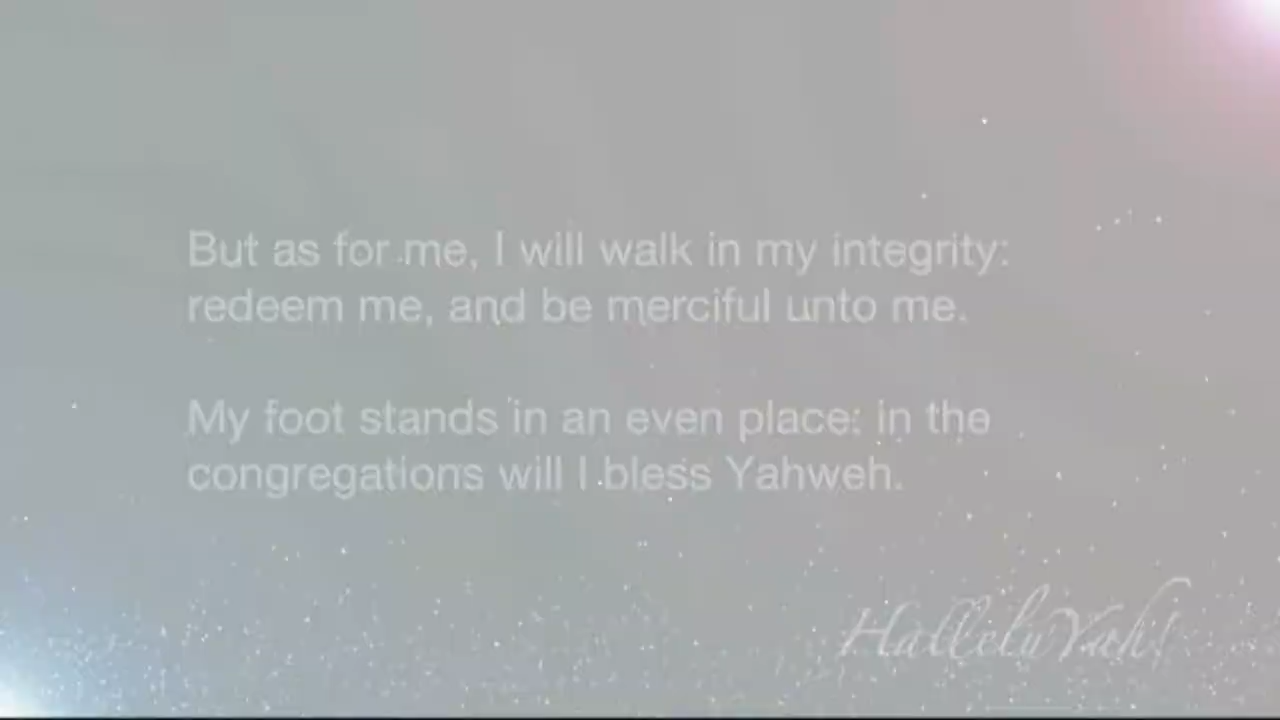 But as for me, I will walk in my integrity:
redeem me, and be merciful unto me.
My foot stands in an even place: in the
congregations will I bless Yahweh.
HalleluYah!